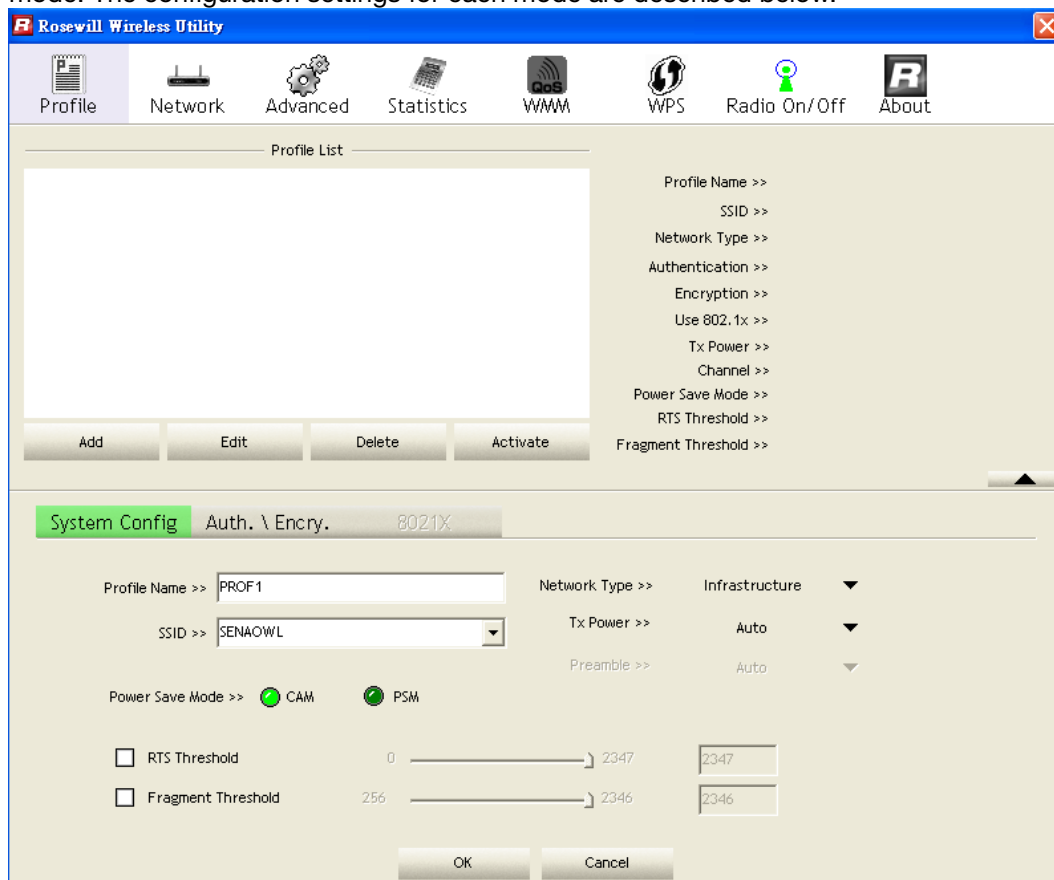 mode. The configuration settings for each mode are described below.
Rosewill Wireless Utility
Profile
Network
Advanced
Statistics
QoS
WMM
WPS
Radio On/Off
R
About
Profile List
Profile Name >>
SSID >>
Network Type >>
Authentication >>
Encryption >>
Use 802.1x >>
Tx Power >>
Channel >>
Power Save Mode >>
RTS Threshold >>
Fragment Threshold >>
Add
Edit
Delete
Activate
System Config
Auth. \ Encry.
8021X
Profile Name >> PROF1
Network Type >> Infrastructure
SSID >> SENAOWL
Tx Power >> Auto
Preamble >> Auto
Power Save Mode >> CAM PSM
RTS Threshold 0 2347 2347
Fragment Threshold 256 2346 2346
OK
Cancel